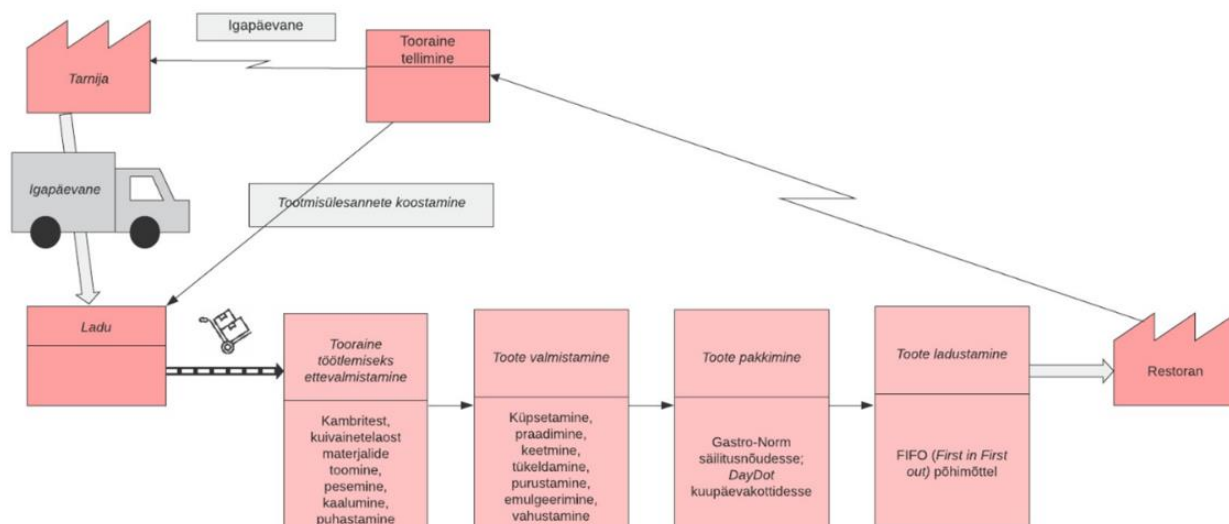 Igapäevane
Tooraine
tellimine
Tarnija
Igapäevane
Tootmisülesannete koostamine
Ladu
Tooraine
töötlemiseks
ettevalmistamine
Kambritest,
kuivainetelaost
materjalide
toomine,
pesemine,
kaalumine,
puhastamine
Toote valmistamine
Küpsetamine,
praadimine,
keetmine,
tükeldamine,
purustamine,
emulgeerimine,
vahustamine
Toote pakkimine
Gastro-Norm
säilitusnõudesse;
DayDot
kuupäevakottidesse
Toote ladustamine
FIFO (First in First
out) põhimõttel
Restoran